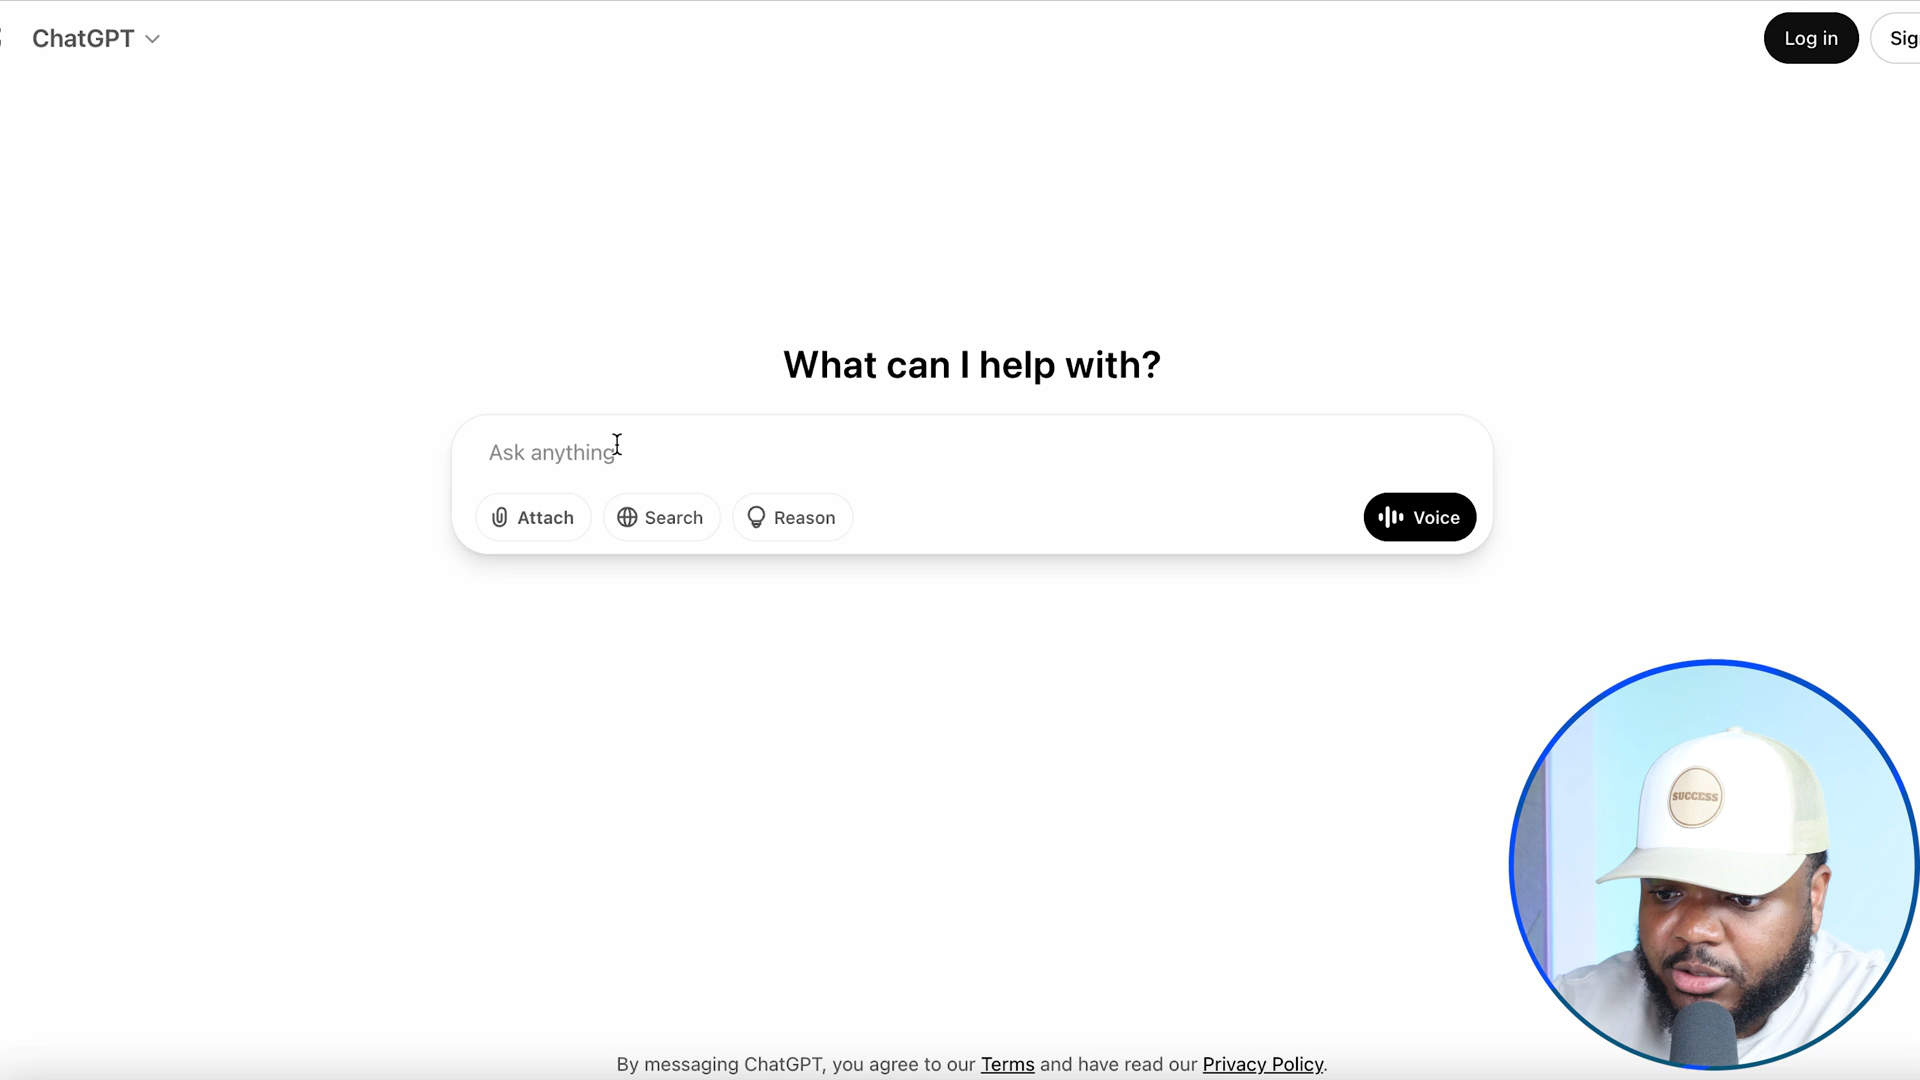 ChatGPT
Log in
Sig
What can I help with?
Ask anything
Attach
Search
Reason
Voice
SUCCESS
By messaging ChatGPT, you agree to our Terms and have read our Privacy Policy.